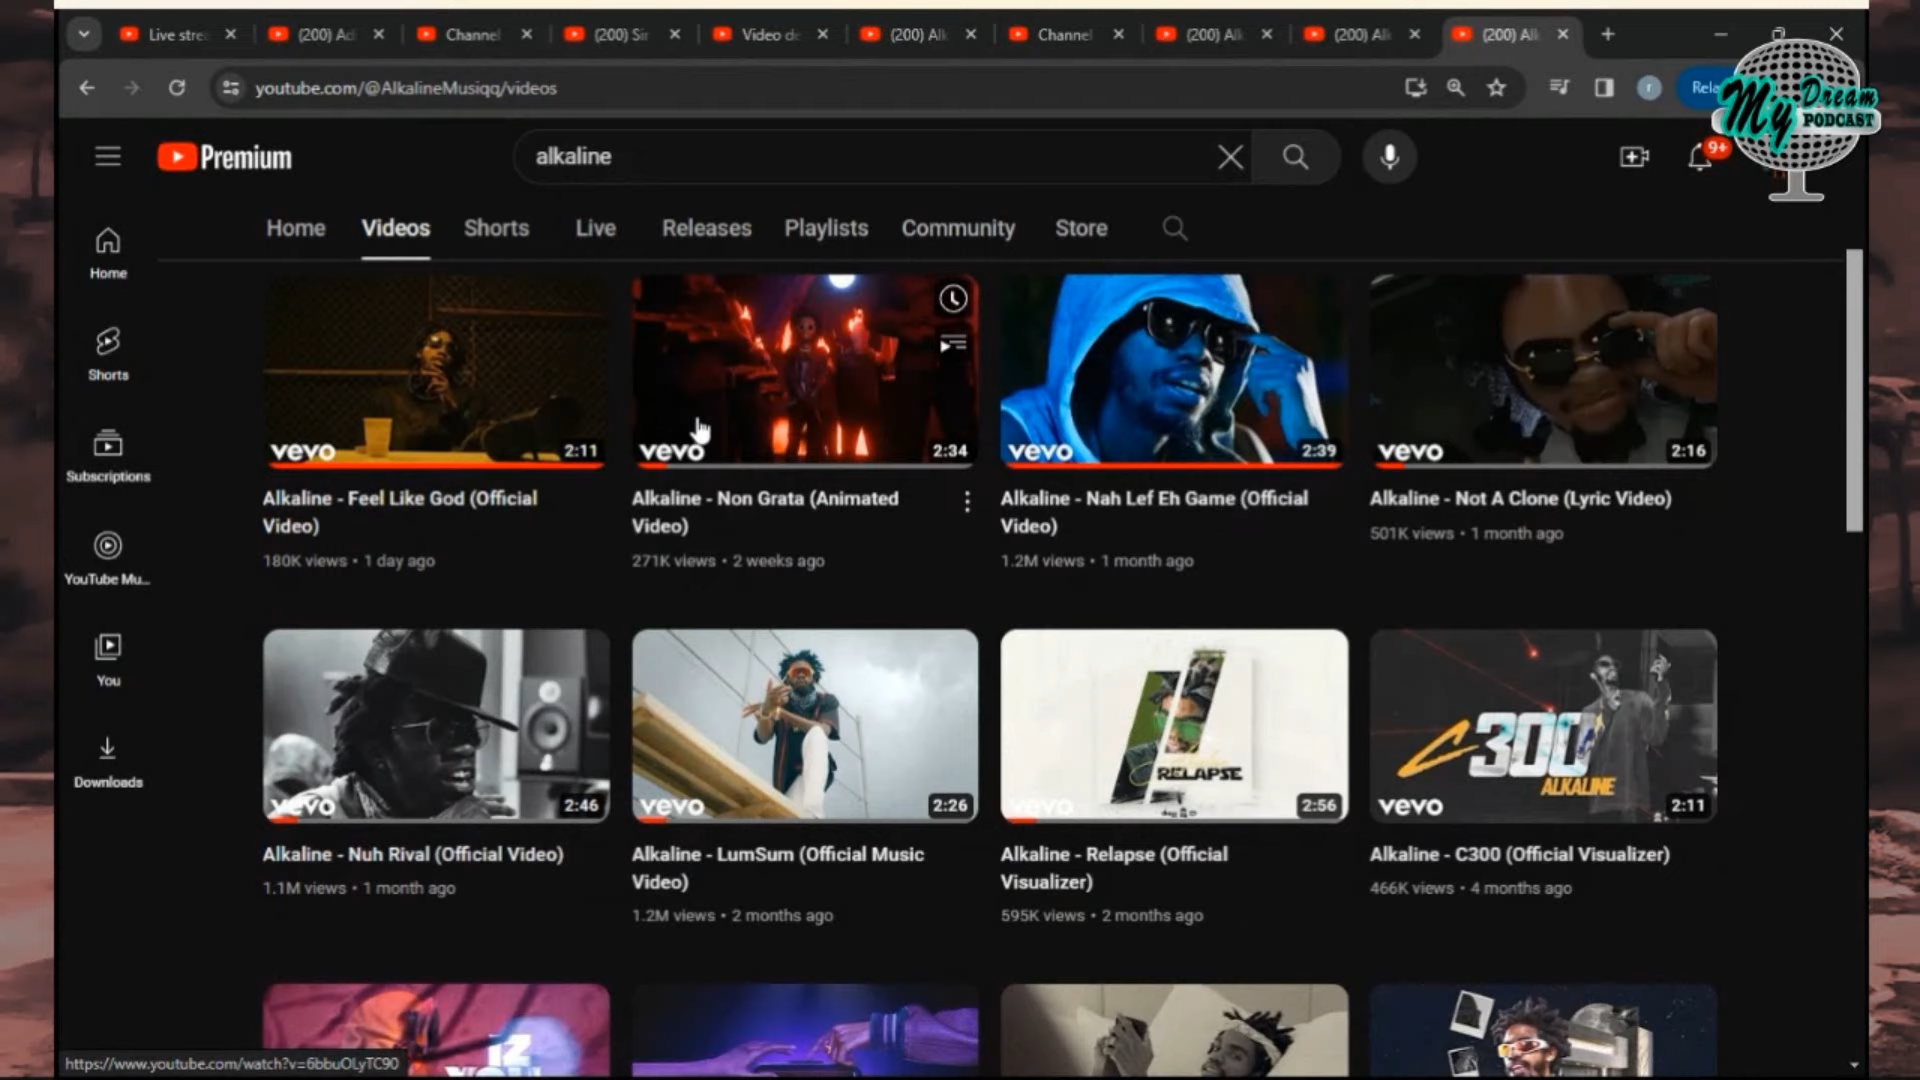 Live stre
(200) Ad
Channel
(200) Sir
Video de
(200) Alk
Channel
(200) Alk
(200) Alk
(200) Alk
youtube.com/@AlkalineMusiqq/videos
Rela
My Dream
PODCAST
Premium
alkaline
9+
Home
Videos
Shorts
Live
Releases
Playlists
Community
Store
Home
Shorts
Subscriptions
YouTube Mu...
You
Downloads
vevo
2:11
vevo
2:34
vevo
2:39
vevo
2:16
Alkaline - Feel Like God (Official
Video)
180K views • 1 day ago
Alkaline - Non Grata (Animated
Video)
271K views • 2 weeks ago
Alkaline - Nah Lef Eh Game (Official
Video)
1.2M views • 1 month ago
Alkaline - Not A Clone (Lyric Video)
501K views • 1 month ago
vevo
2:46
vevo
2:26
RELAPSE
vevo
2:56
C300
ALKALINE
vevo
2:11
Alkaline - Nuh Rival (Official Video)
1.1M views • 1 month ago
Alkaline - LumSum (Official Music
Video)
1.2M views • 2 months ago
Alkaline - Relapse (Official
Visualizer)
595K views • 2 months ago
Alkaline - C300 (Official Visualizer)
466K views • 4 months ago
IZ
https://www.youtube.com/watch?v=6bbuOLyTC90